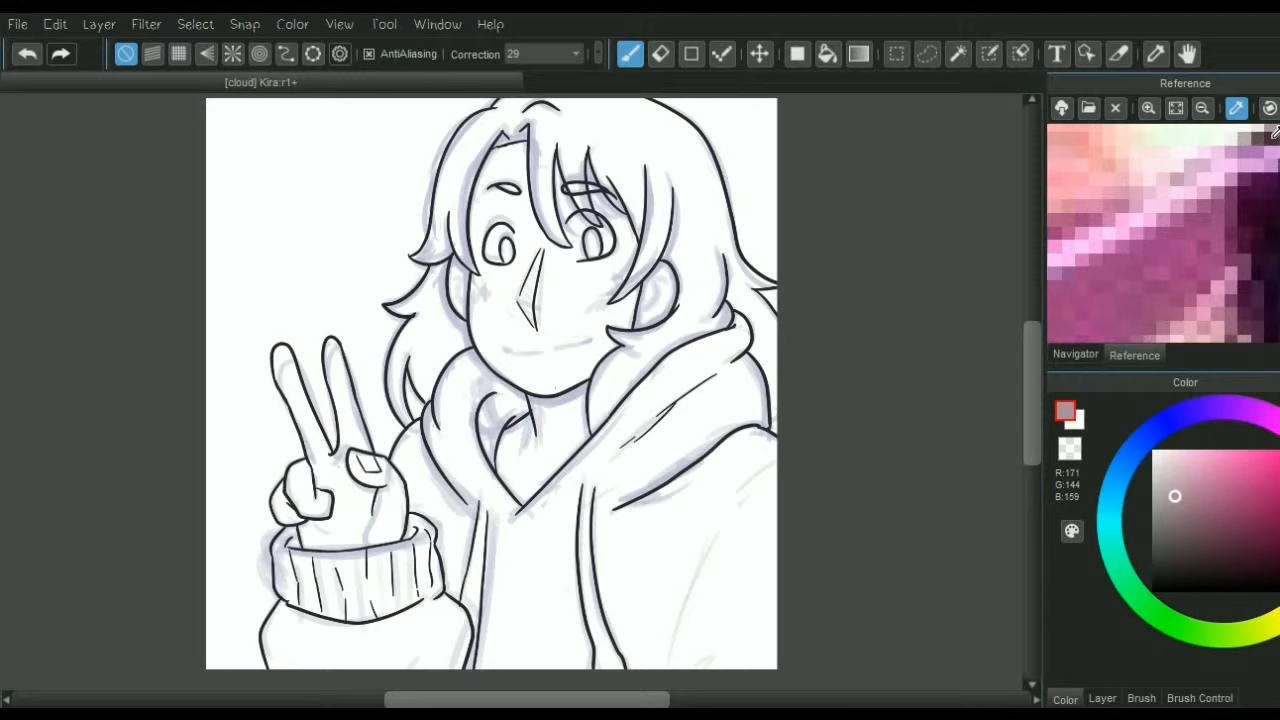 File Edit Layer Filter Select Snap Color View Tool Window Help
AntiAliasing Correction 29
[cloud] Kira:r1+
Reference
Navigator Reference
Color
R:171
G:144
B:159
Color Layer Brush Brush Control